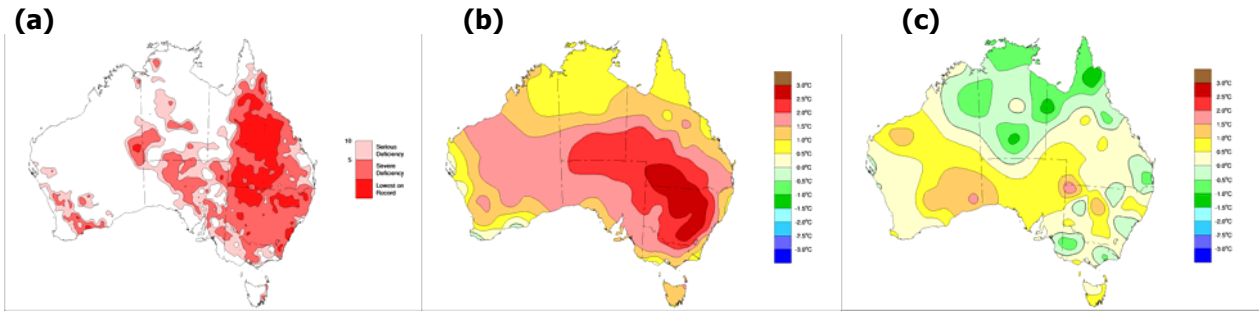 (a)
(b)
(c)
10
Serious
Deficiency
5
Severe
Deficiency
Lowest on
Record
3.0°C
2.5°C
2.0°C
1.5°C
1.0°C
0.5°C
0.0°C
-0.5°C
-1.0°C
-1.5°C
-2.0°C
-2.5°C
-3.0°C
3.0°C
2.5°C
2.0°C
1.5°C
1.0°C
0.5°C
0.0°C
-0.5°C
-1.0°C
-1.5°C
-2.0°C
-2.5°C
-3.0°C